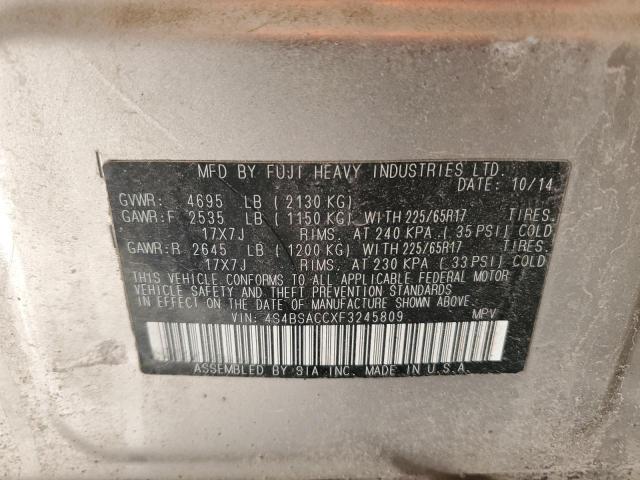 MFD BY FUJI HEAVY INDUSTRIES LTD.
DATE: 10/14
GVWR: 4695 LB ( 2130 KG)
GAWR:F 2535 LB ( 1150 KG) WITH 225/65R17 TIRES.
17X7J RIMS. AT 240 KPA ( 35 PSI) COLD
GAWR:R 2645 LB ( 1200 KG) WITH 225/65R17 TIRES.
17X7J RIMS. AT 230 KPA ( 33 PSI) COLD
THIS VEHICLE CONFORMS TO ALL APPLICABLE FEDERAL MOTOR
VEHICLE SAFETY AND THEFT PREVENTION STANDARDS
IN EFFECT ON THE DATE OF MANUFACTURE SHOWN ABOVE.
VIN: 4S4BSACCXF3245809 MPV
ASSEMBLED BY SIA INC. MADE IN U.S.A.